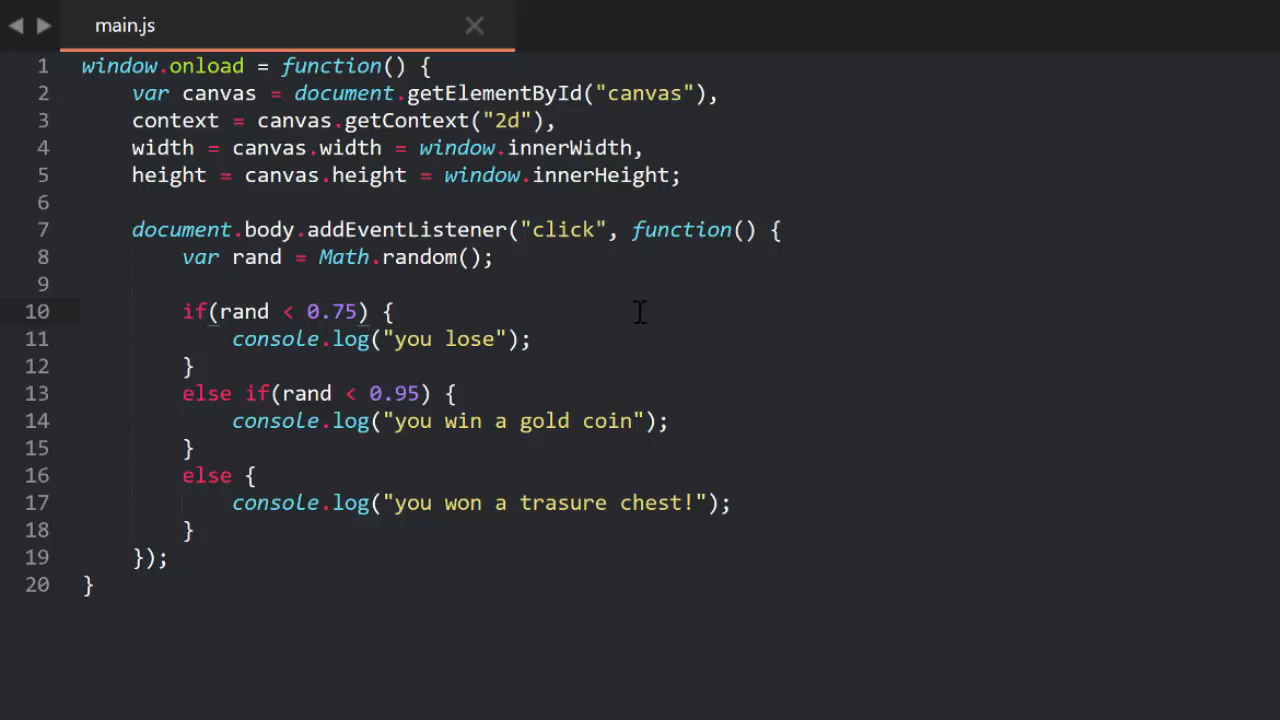 main.js
1 window.onload = function() {
2 var canvas = document.getElementById("canvas"),
3 context = canvas.getContext("2d"),
4 width = canvas.width = window.innerWidth,
5 height = canvas.height = window.innerHeight;
6
7 document.body.addEventListener("click", function() {
8 var rand = Math.random();
9
10 if(rand < 0.75) {
11 console.log("you lose");
12 }
13 else if(rand < 0.95) {
14 console.log("you win a gold coin");
15 }
16 else {
17 console.log("you won a trasure chest!");
18 }
19 });
20 }